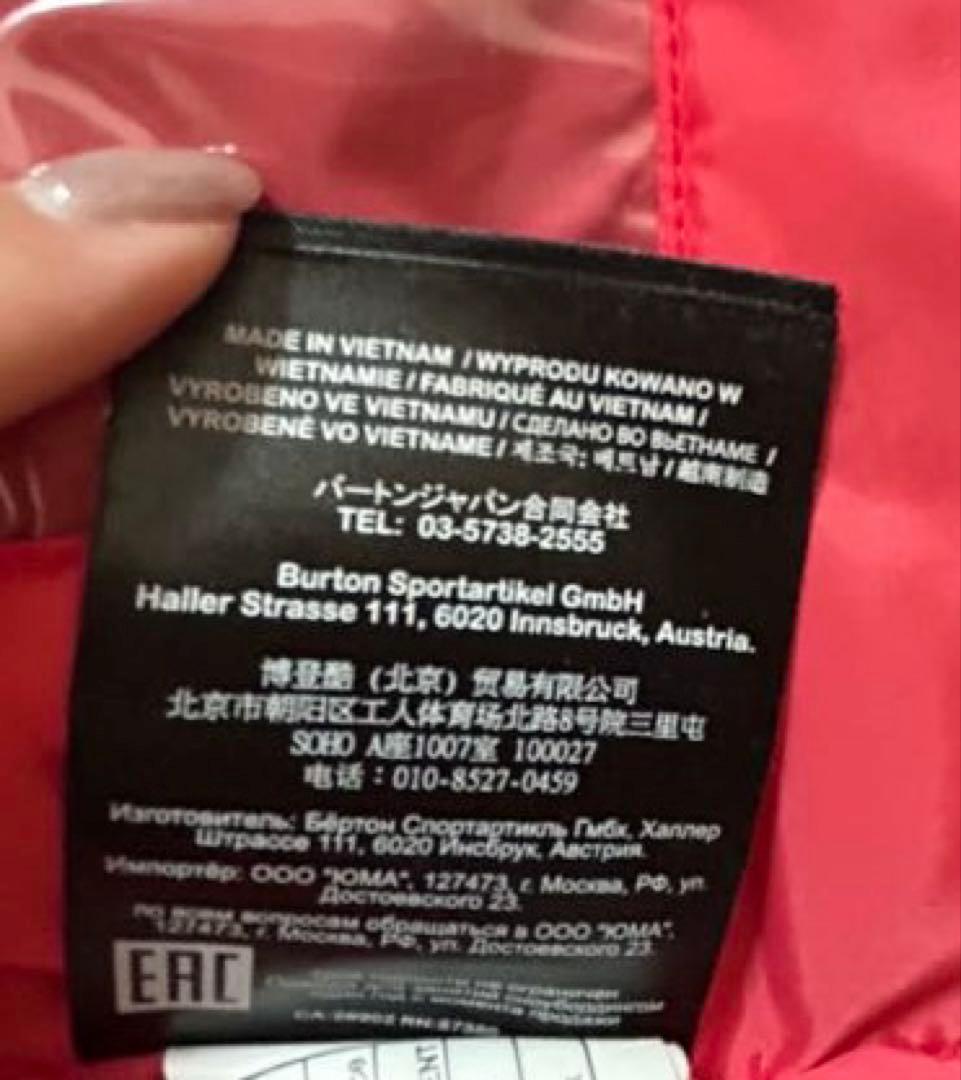 MADE IN VIETNAM / WYPRODU KOWANO W
WIETNAMIE / FABRIQUÉ AU VIETNAM /
VYROBENO VE VIETNAMU / СДЕЛАНО ВО ВЬЕТНАМЕ /
VYROBENÉ VO VIETNAME / 제조국: 베트남 / 越南制造
バートンジャパン合同会社
TEL: 03-5738-2555
Burton Sportartikel GmbH
Haller Strasse 111, 6020 Innsbruck, Austria.
博登酷（北京）贸易有限公司
北京市朝阳区工人体育场北路8号院三里屯
SOHO A座1007室 100027
电话：010-8527-0459
Изготовитель: Бёртон Спортартикль Гмбх, Халлер
Штрассе 111, 6020 Инсбрук, Австрия.
Импортёр: ООО "ЮМА", 127473, г. Москва, РФ, ул.
Достоевского 23.
по всем вопросам обращаться в ООО "ЮМА",
127473, г. Москва, РФ, ул. Достоевского 23.
EAC
не ограничен